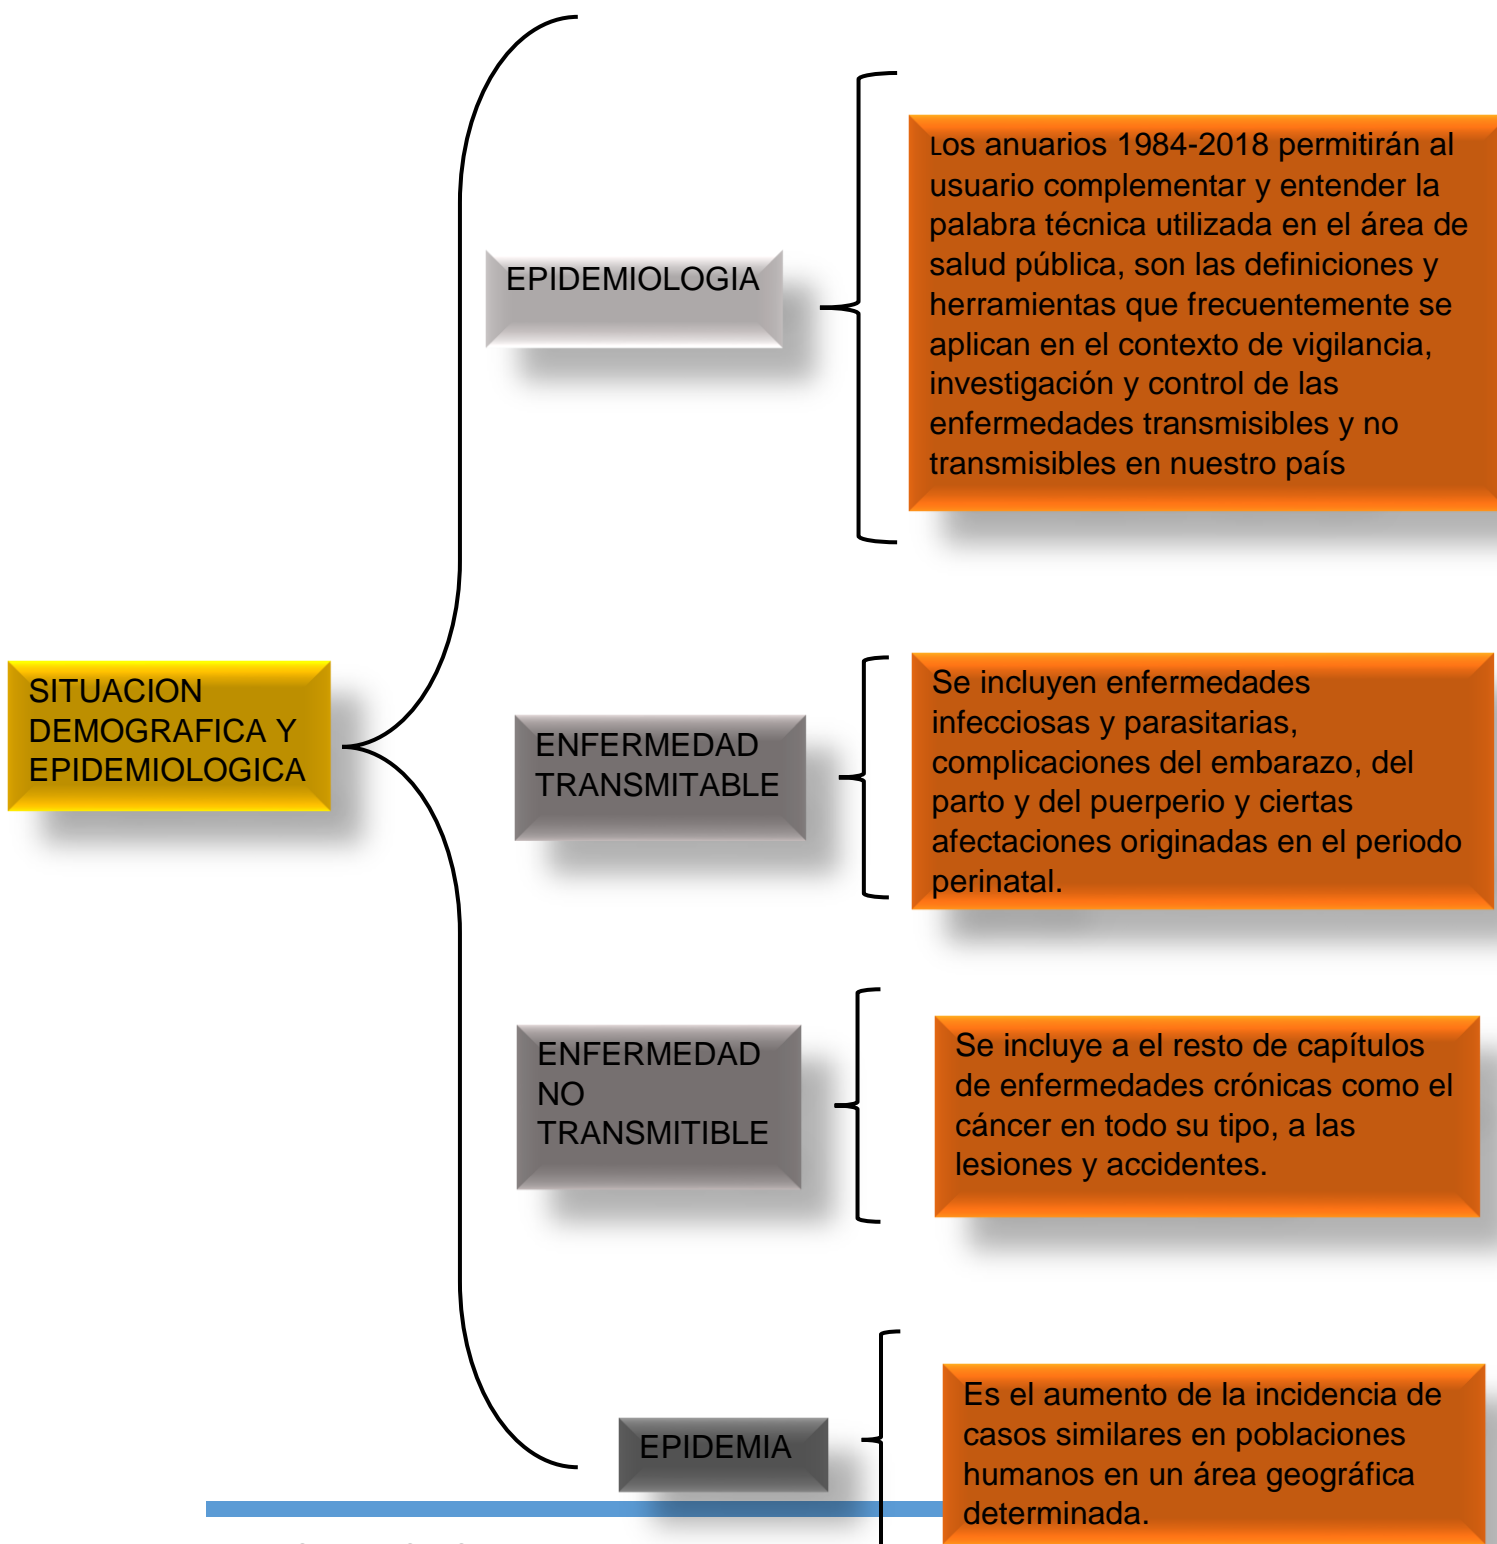 Los anuarios 1984-2018 permitirán al
usuario complementar y entender la
palabra técnica utilizada en el área de
salud pública, son las definiciones y
herramientas que frecuentemente se
aplican en el contexto de vigilancia,
investigación y control de las
enfermedades transmisibles y no
transmisibles en nuestro país
EPIDEMIOLOGIA
SITUACION
DEMOGRAFICA Y
EPIDEMIOLOGICA
ENFERMEDAD
TRANSMITABLE
Se incluyen enfermedades
infecciosas y parasitarias,
complicaciones del embarazo, del
parto y del puerperio y ciertas
afectaciones originadas en el periodo
perinatal.
ENFERMEDAD
NO
TRANSMITIBLE
Se incluye a el resto de capítulos
de enfermedades crónicas como el
cáncer en todo su tipo, a las
lesiones y accidentes.
EPIDEMIA
Es el aumento de la incidencia de
casos similares en poblaciones
humanos en un área geográfica
determinada.